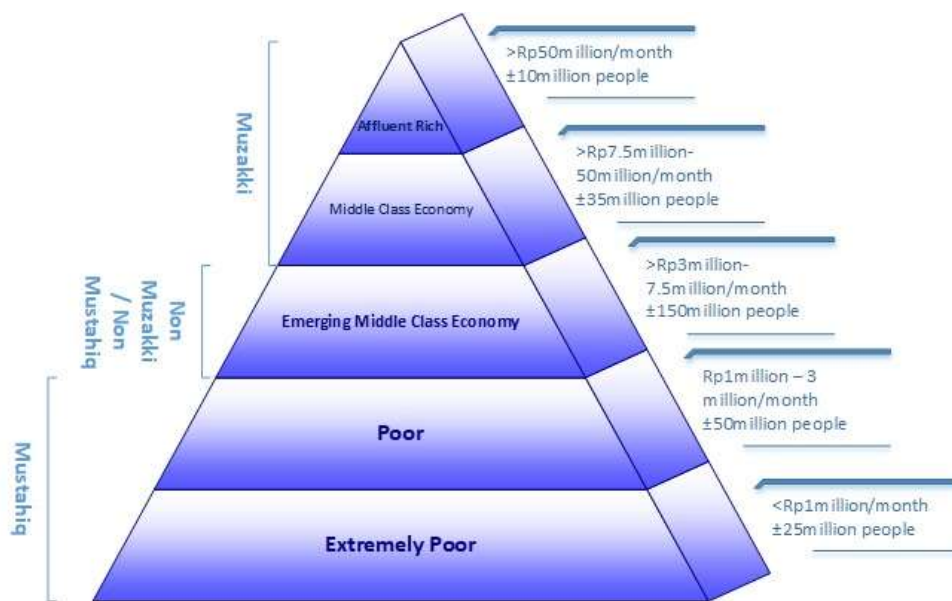 >Rp50million/month
±10million people
Affluent Rich
Muzakki
>Rp7.5million-
50million/month
±35million people
Middle Class Economy
>Rp3million-
7.5million/month
±150million people
Non
Muzakki
/ Non
Mustahiq
Emerging Middle Class Economy
Rp1million – 3
million/month
±50million people
Poor
Mustahiq
<Rp1million/month
±25million people
Extremely Poor